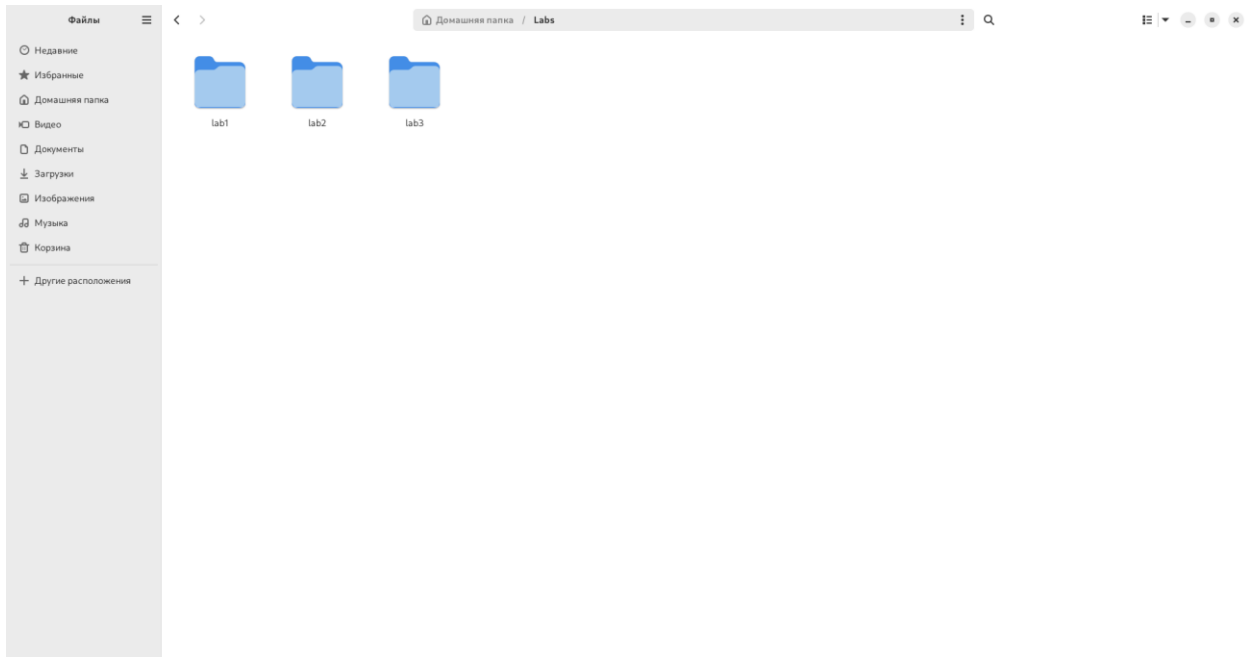 Файлы
Домашняя папка / Labs
Недавние
Избранные
Домашняя папка
Видео
Документы
Загрузки
Изображения
Музыка
Корзина
Другие расположения
lab1 lab2 lab3